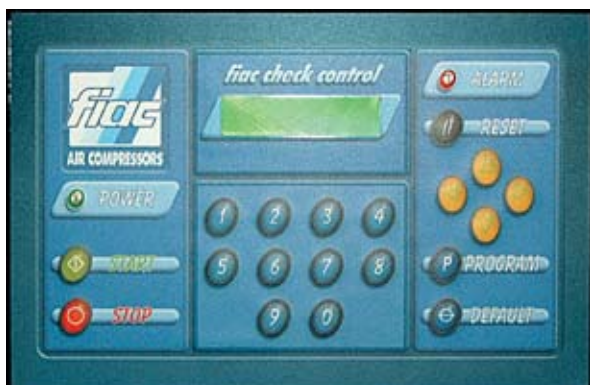 fiac
AIR COMPRESSORS
POWER
START
STOP
fiac check control
1 2 3 4
5 6 7 8
9 0
ALARM
RESET
P PROGRAM
DEFAULT